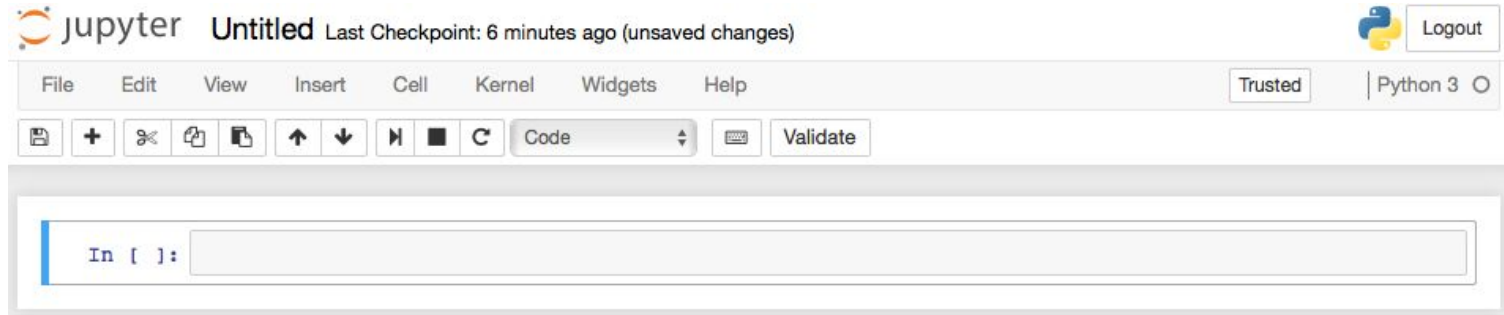 jupyter Untitled Last Checkpoint: 6 minutes ago (unsaved changes) Logout
File Edit View Insert Cell Kernel Widgets Help Trusted Python 3
Code Validate
In [ ]: